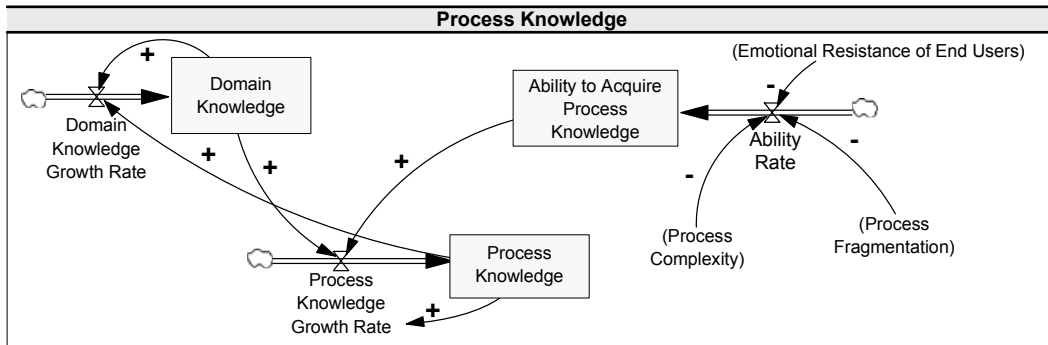 Process Knowledge
+
Domain
Knowledge
Domain
Knowledge
Growth Rate
+
+
Ability to Acquire
Process
Knowledge
+
(Emotional Resistance of End Users)
-
Ability
Rate
-
-
(Process
Complexity)
(Process
Fragmentation)
Process
Knowledge
Process
Knowledge
Growth Rate
+